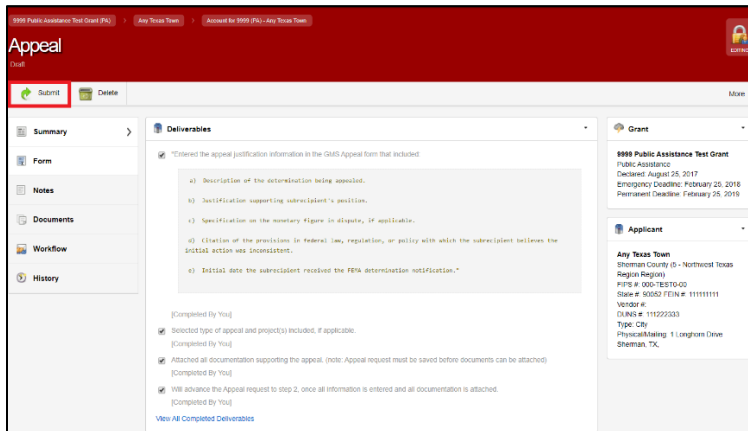 9999 Public Assistance Test Grant (PA)
Any Texas Town
Account for 9999 (PA) - Any Texas Town
Appeal
Draft
EDITING
Submit
Delete
More
Summary
Form
Notes
Documents
Workflow
History
Deliverables
"Entered the appeal justification information in the GMS Appeal form that included:
a) Description of the determination being appealed.
b) Justification supporting subrecipient's position.
c) Specification on the monetary figure in dispute, if applicable.
d) Citation of the provisions in federal law, regulation, or policy with which the subrecipient believes the
initial action was inconsistent.
e) Initial date the subrecipient received the FEMA determination notification."
[Completed By You]
Selected type of appeal and project(s) included, if applicable.
[Completed By You]
Attached all documentation supporting the appeal. (note: Appeal request must be saved before documents can be attached)
[Completed By You]
Will advance the Appeal request to step 2, once all information is entered and all documentation is attached.
[Completed By You]
View All Completed Deliverables
Grant
9999 Public Assistance Test Grant
Public Assistance
Declared: August 25, 2017
Emergency Deadline: February 25, 2018
Permanent Deadline: February 25, 2019
Applicant
Any Texas Town
Sherman County (5 - Northwest Texas
Region Region)
FIPS #: 000-TEST0-00
State #: 90052 FEIN #: 111111111
Vendor #:
DUNS #: 111222333
Type: City
Physical/Mailing: 1 Longhorn Drive
Sherman, TX,